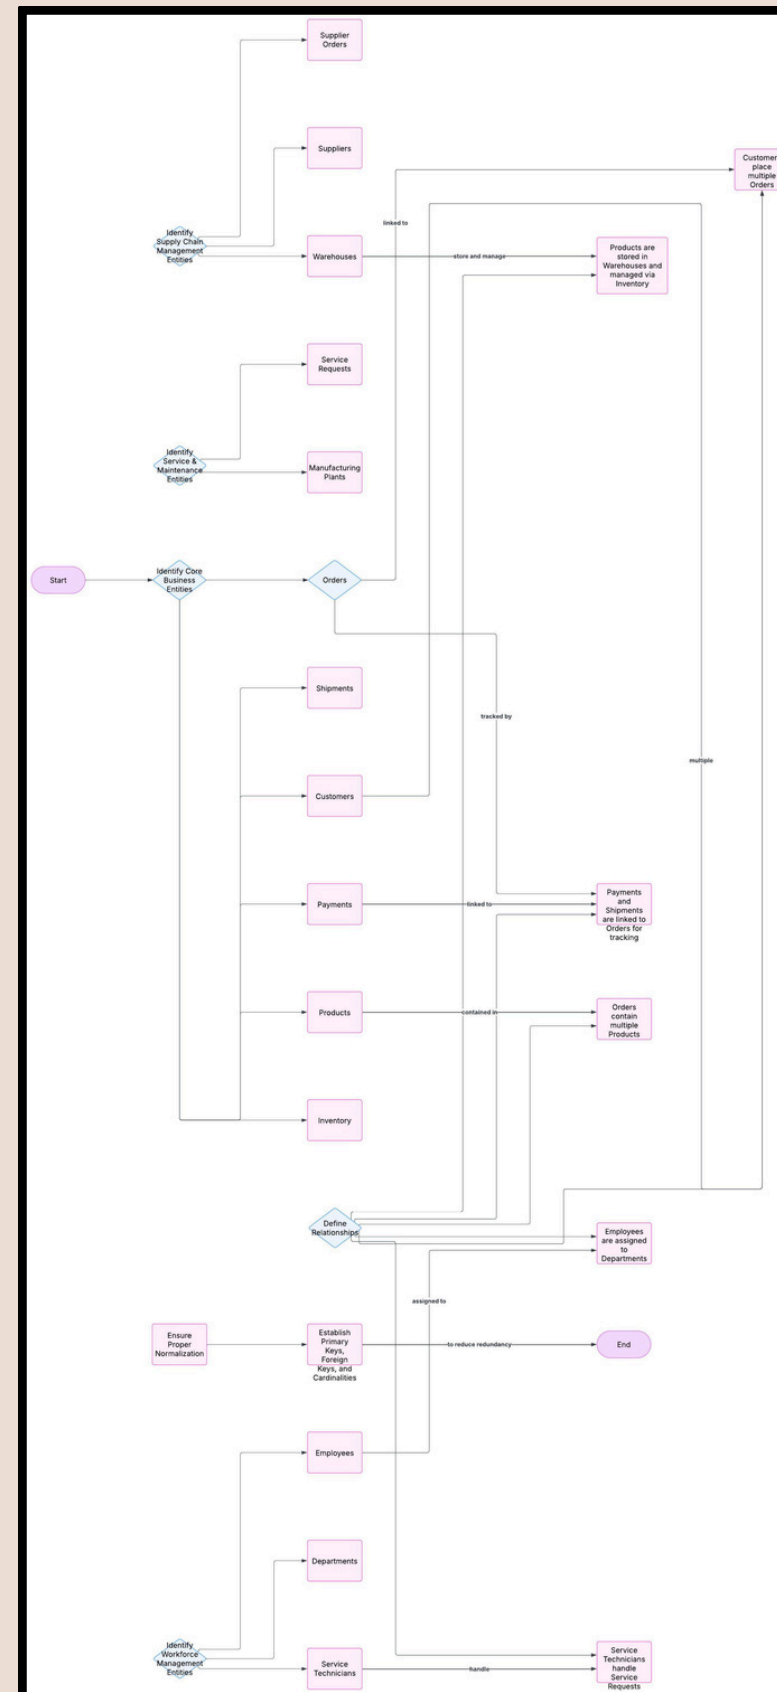 Supplier
Orders
Suppliers
Customer
place
multiple
Orders
linked to
Identify
Supply Chain
Management
Entities
Warehouses
store and manage
Products are
stored in
Warehouses and
managed via
Inventory
Service
Requests
Identify
Service &
Maintenance
Entities
Manufacturing
Plants
Start
Identify Core
Business
Entities
Orders
Shipments
tracked by
multiple
Customers
Payments
linked to
Payments
and
Shipments
are linked to
Orders for
tracking
Products
contained in
Orders
contain
multiple
Products
Inventory
Define
Relationships
Employees
are assigned
to
Departments
assigned to
Ensure
Proper
Normalization
Establish
Primary
Keys,
Foreign
Keys, and
Cardinalities
to reduce redundancy
End
Employees
Departments
Identify
Workforce
Management
Entities
Service
Technicians
handle
Service
Technicians
handle
Service
Requests